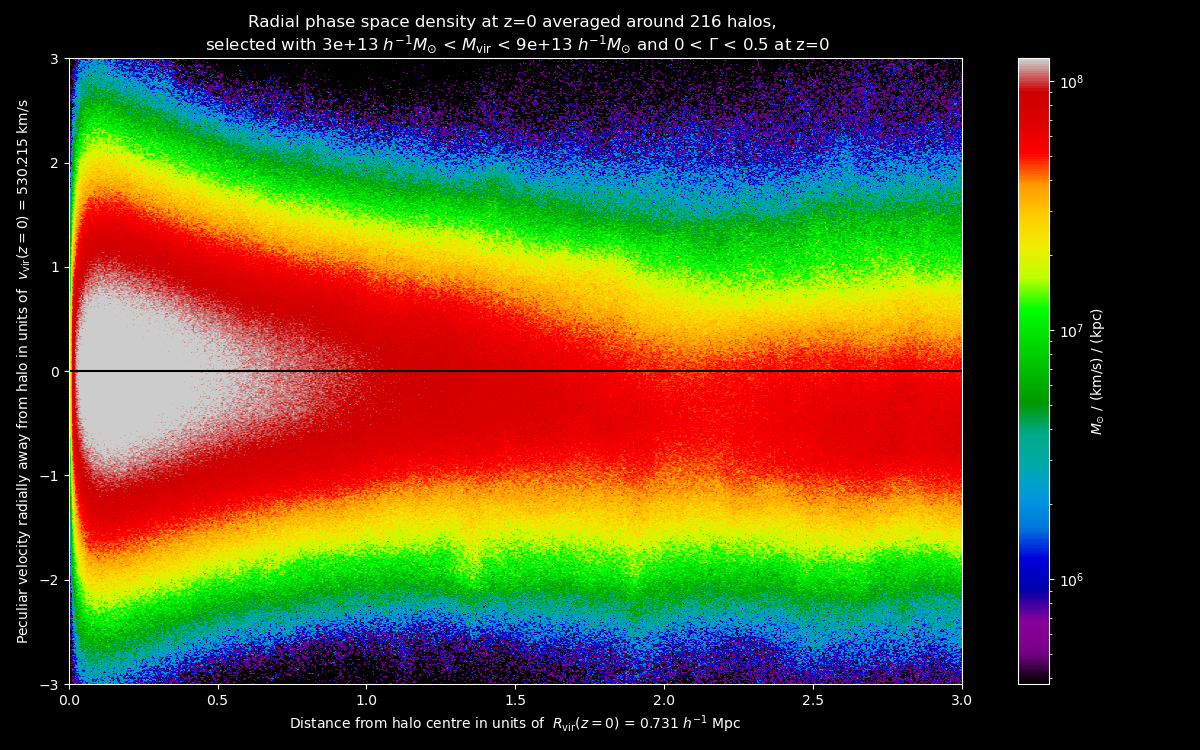 Radial phase space density at z=0 averaged around 216 halos,
selected with 3e+13 h⁻¹M⊙ < Mvir < 9e+13 h⁻¹M⊙ and 0 < Γ < 0.5 at z=0
Peculiar velocity radially away from halo in units of vvir(z = 0) = 530.215 km/s
3
2
1
0
−1
−2
−3
0.0 0.5 1.0 1.5 2.0 2.5 3.0
Distance from halo centre in units of Rvir(z = 0) = 0.731 h⁻¹ Mpc
10⁸
10⁷
10⁶
M⊙ / (km/s) / (kpc)